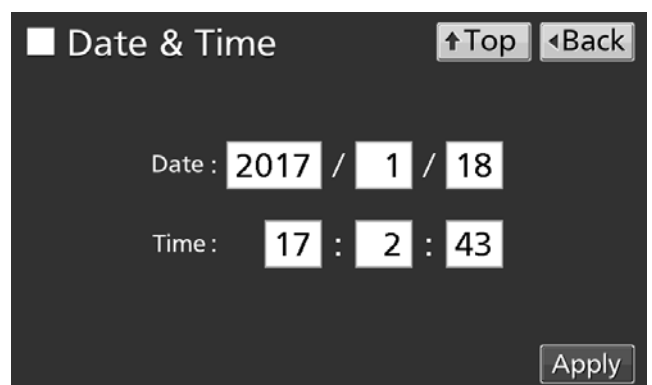 Date & Time
↑Top
◂Back
Date : 2017 / 1 / 18
Time : 17 : 2 : 43
Apply